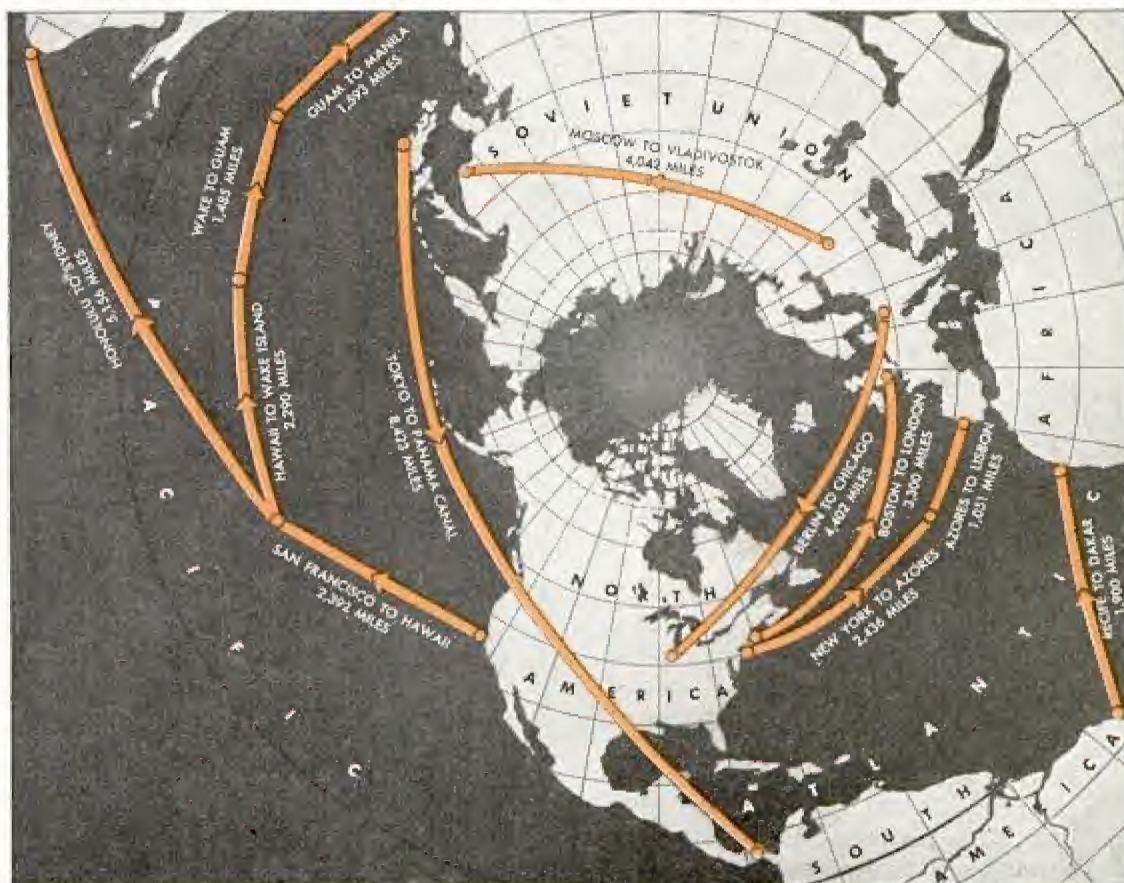 GUAM TO MANILA
1,593 MILES
WAKE TO GUAM
1,485 MILES
HONOLULU TO SYDNEY
5,156 MILES
HAWAII TO WAKE ISLAND
2,290 MILES
SAN FRANCISCO TO HAWAII
2,392 MILES
TOKYO TO PANAMA CANAL
8,423 MILES
SOVIET UNION
MOSCOW TO VLADIVOSTOK
4,042 MILES
BERLIN TO CHICAGO
4,402 MILES
BOSTON TO LONDON
3,300 MILES
NEW YORK TO AZORES
2,436 MILES
AZORES TO LISBON
1,051 MILES
RECIFE TO DAKAR
1,900 MILES
AFRICA
NORTH
AMERICA
PACIFIC
ATLANTIC
SOUTH
AMERICA